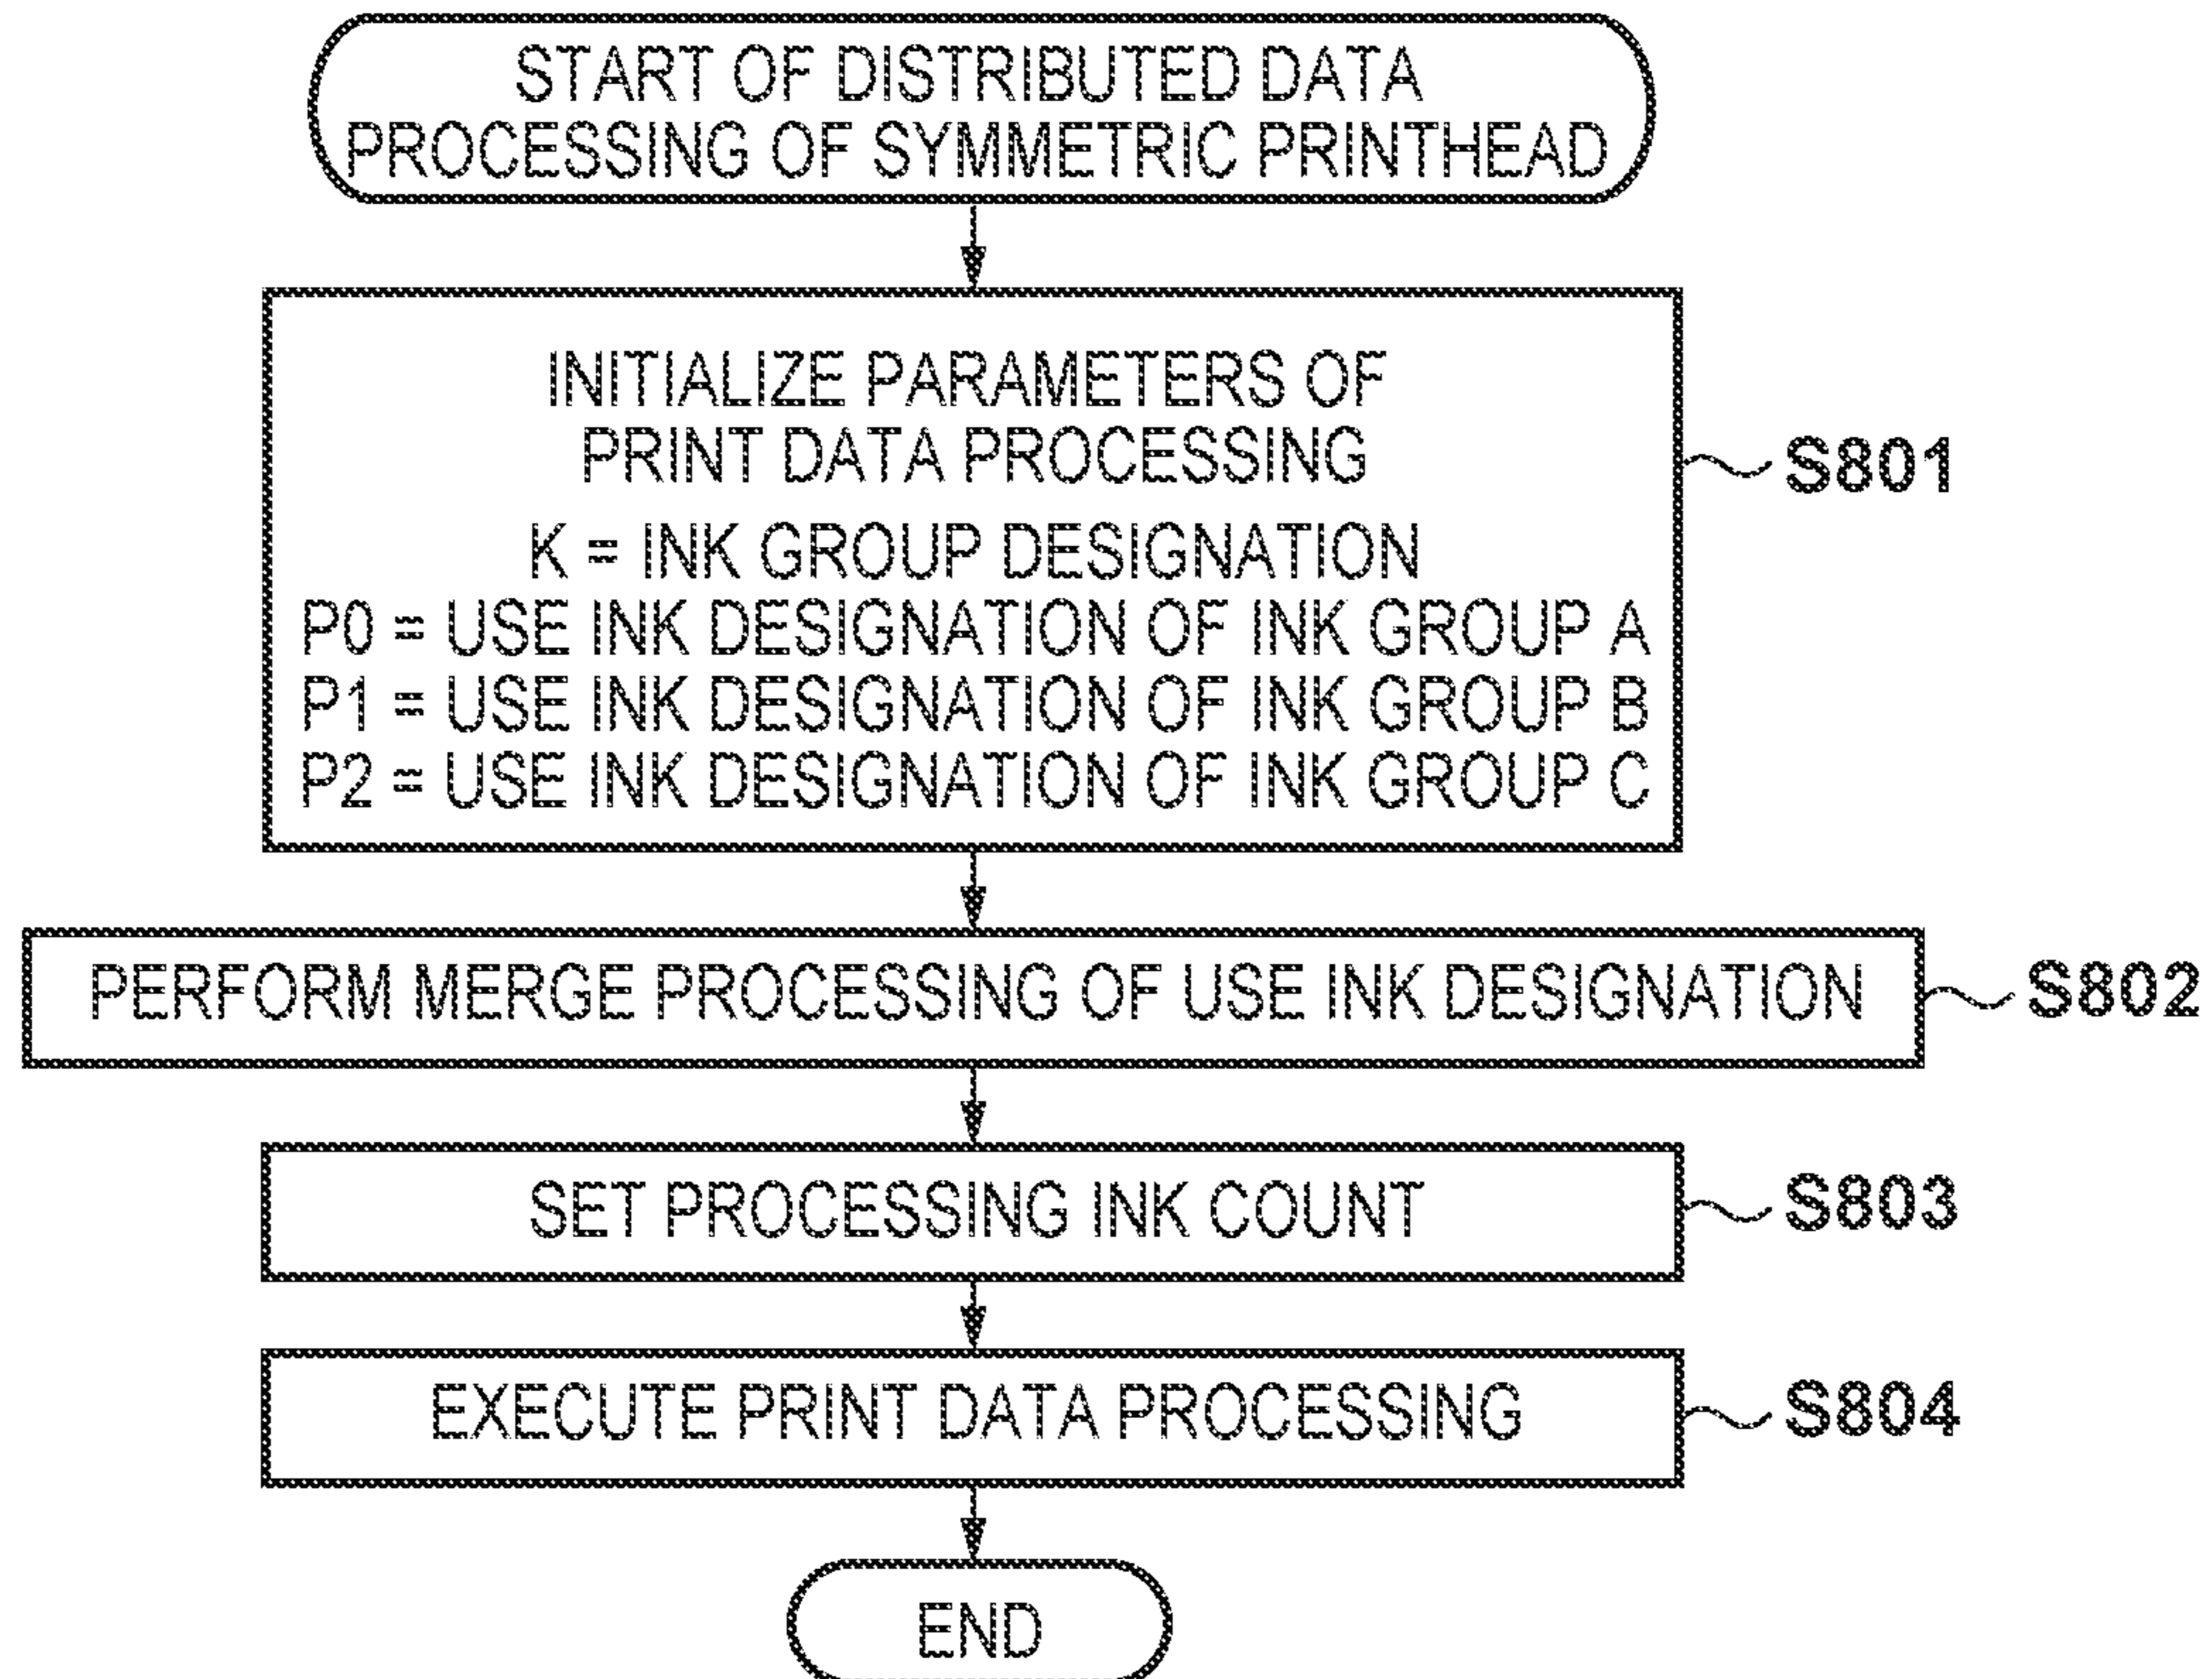 START OF DISTRIBUTED DATA
PROCESSING OF SYMMETRIC PRINTHEAD
INITIALIZE PARAMETERS OF
PRINT DATA PROCESSING
K = INK GROUP DESIGNATION
P0 = USE INK DESIGNATION OF INK GROUP A
P1 = USE INK DESIGNATION OF INK GROUP B
P2 = USE INK DESIGNATION OF INK GROUP C
S801
PERFORM MERGE PROCESSING OF USE INK DESIGNATION
S802
SET PROCESSING INK COUNT
S803
EXECUTE PRINT DATA PROCESSING
S804
END